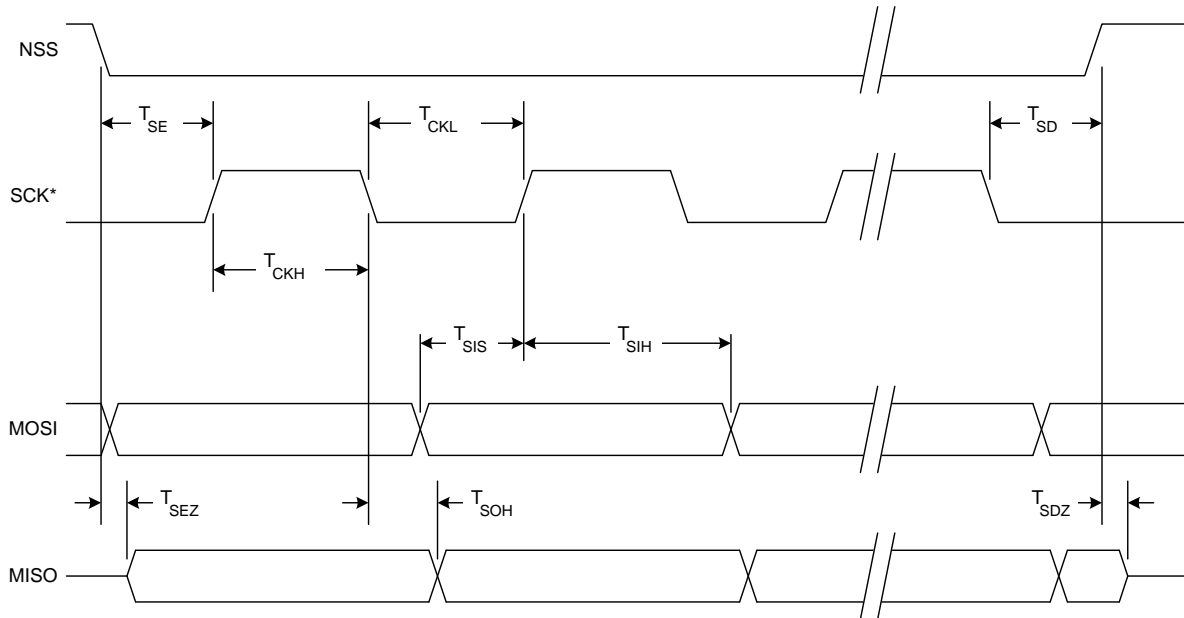 NSS
T_SE
T_CKL
T_SD
SCK*
T_CKH
T_SIS
T_SIH
MOSI
T_SEZ
T_SOH
T_SDZ
MISO